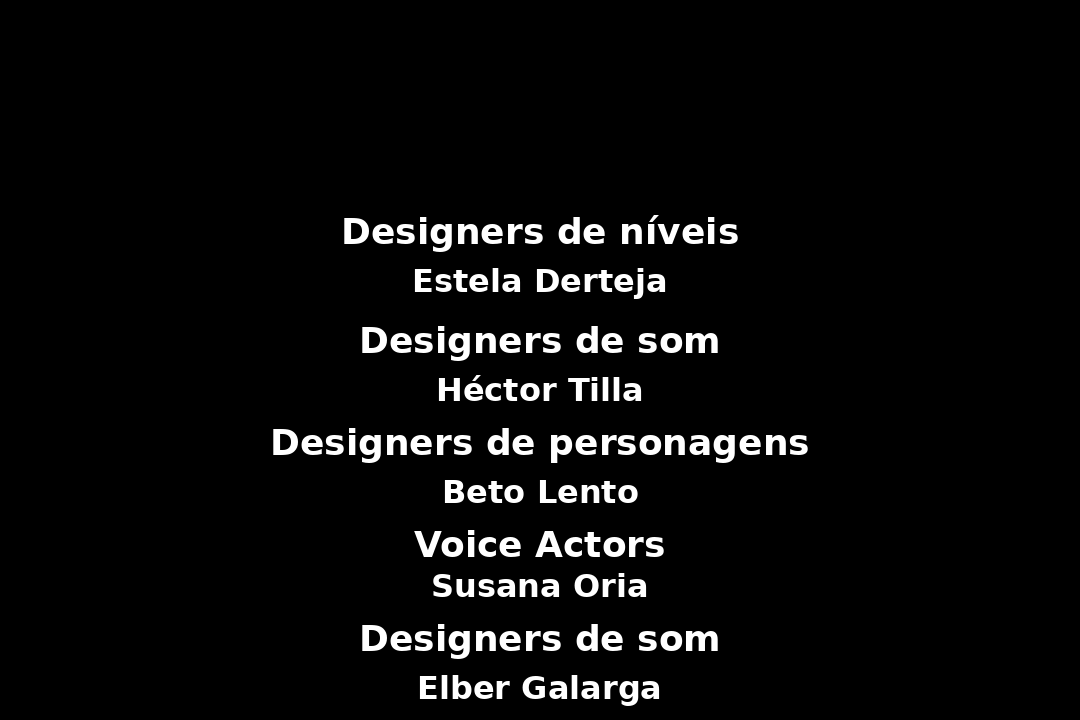 Designers de níveis
Estela Derteja
Designers de som
Héctor Tilla
Designers de personagens
Beto Lento
Voice Actors
Susana Oria
Designers de som
Elber Galarga